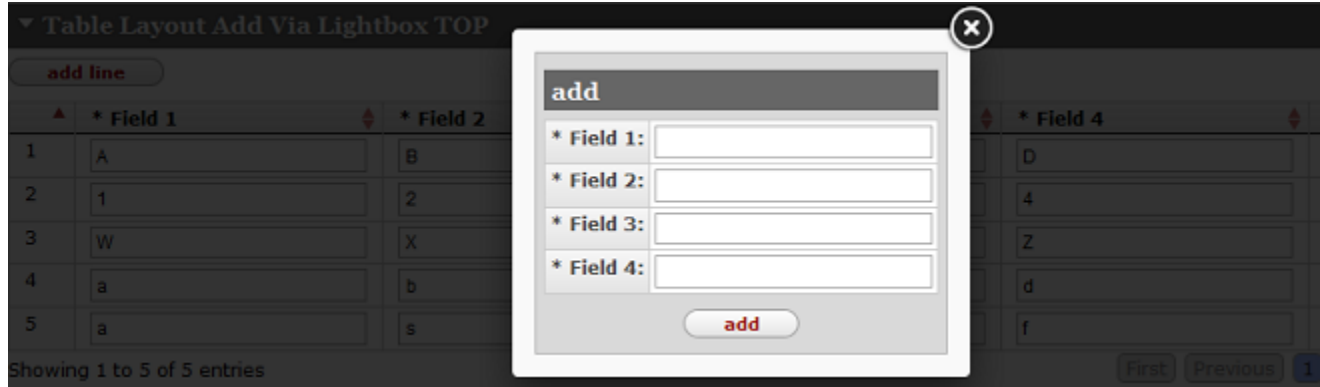 Table Layout Add Via Lightbox TOP
add line
* Field 1 * Field 2 * Field 4
1 A B D
2 1 2 4
3 W X Z
4 a b d
5 a s f
Showing 1 to 5 of 5 entries
First Previous 1
add
* Field 1:
* Field 2:
* Field 3:
* Field 4:
add